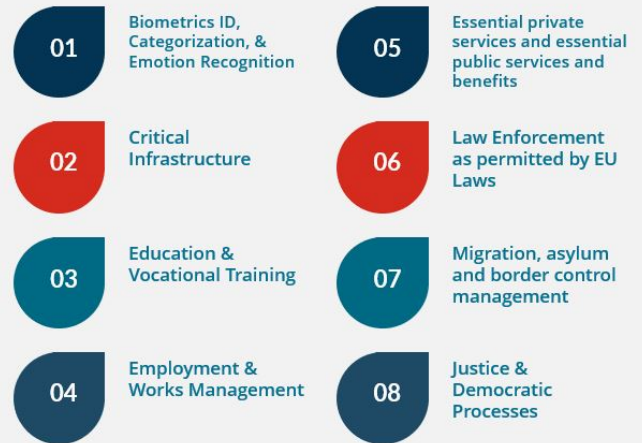 01
Biometrics ID,
Categorization, &
Emotion Recognition
02
Critical
Infrastructure
03
Education &
Vocational Training
04
Employment &
Works Management
05
Essential private
services and essential
public services and
benefits
06
Law Enforcement
as permitted by EU
Laws
07
Migration, asylum
and border control
management
08
Justice &
Democratic
Processes